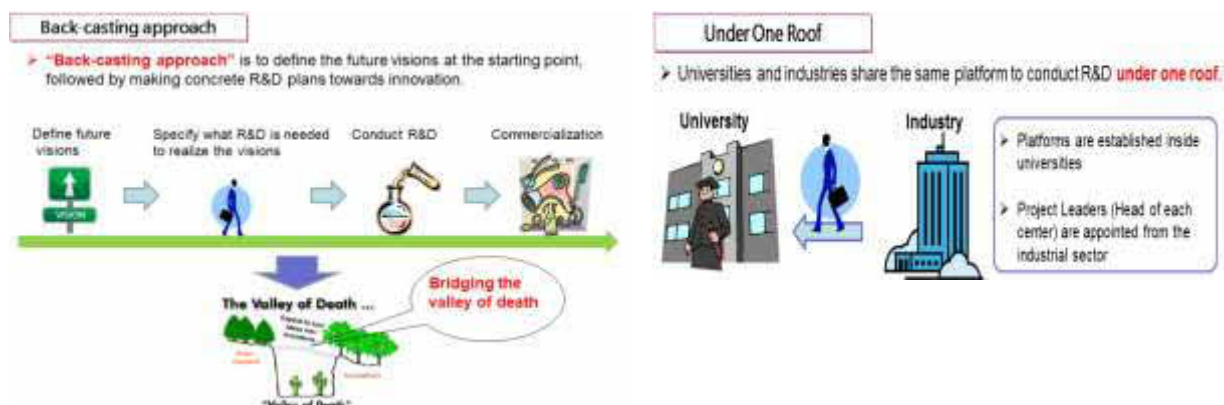 Back-casting approach
➤ "Back-casting approach" is to define the future visions at the starting point,
followed by making concrete R&D plans towards innovation.
Define future
visions
Specify what R&D is needed
to realize the visions
Conduct R&D
Commercialization
VISION
Bridging the
valley of death
The Valley of Death ...
"Valley of Death"
Under One Roof
➤ Universities and industries share the same platform to conduct R&D under one roof.
University
Industry
➤ Platforms are established inside
universities
➤ Project Leaders (Head of each
center) are appointed from the
industrial sector